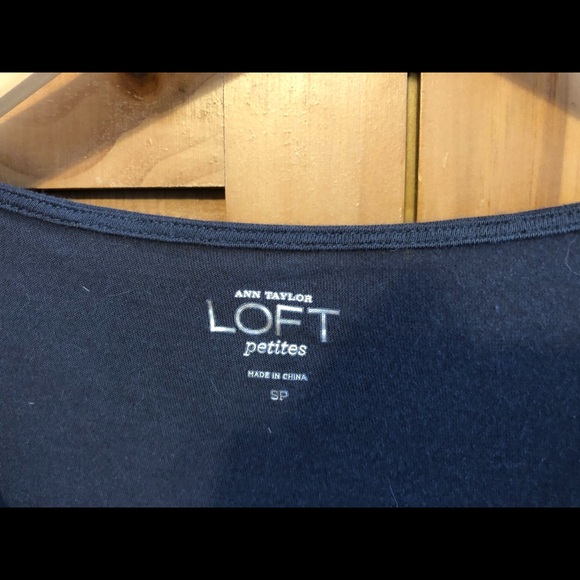 ANN TAYLOR
LOFT
petites
MADE IN CHINA
SP